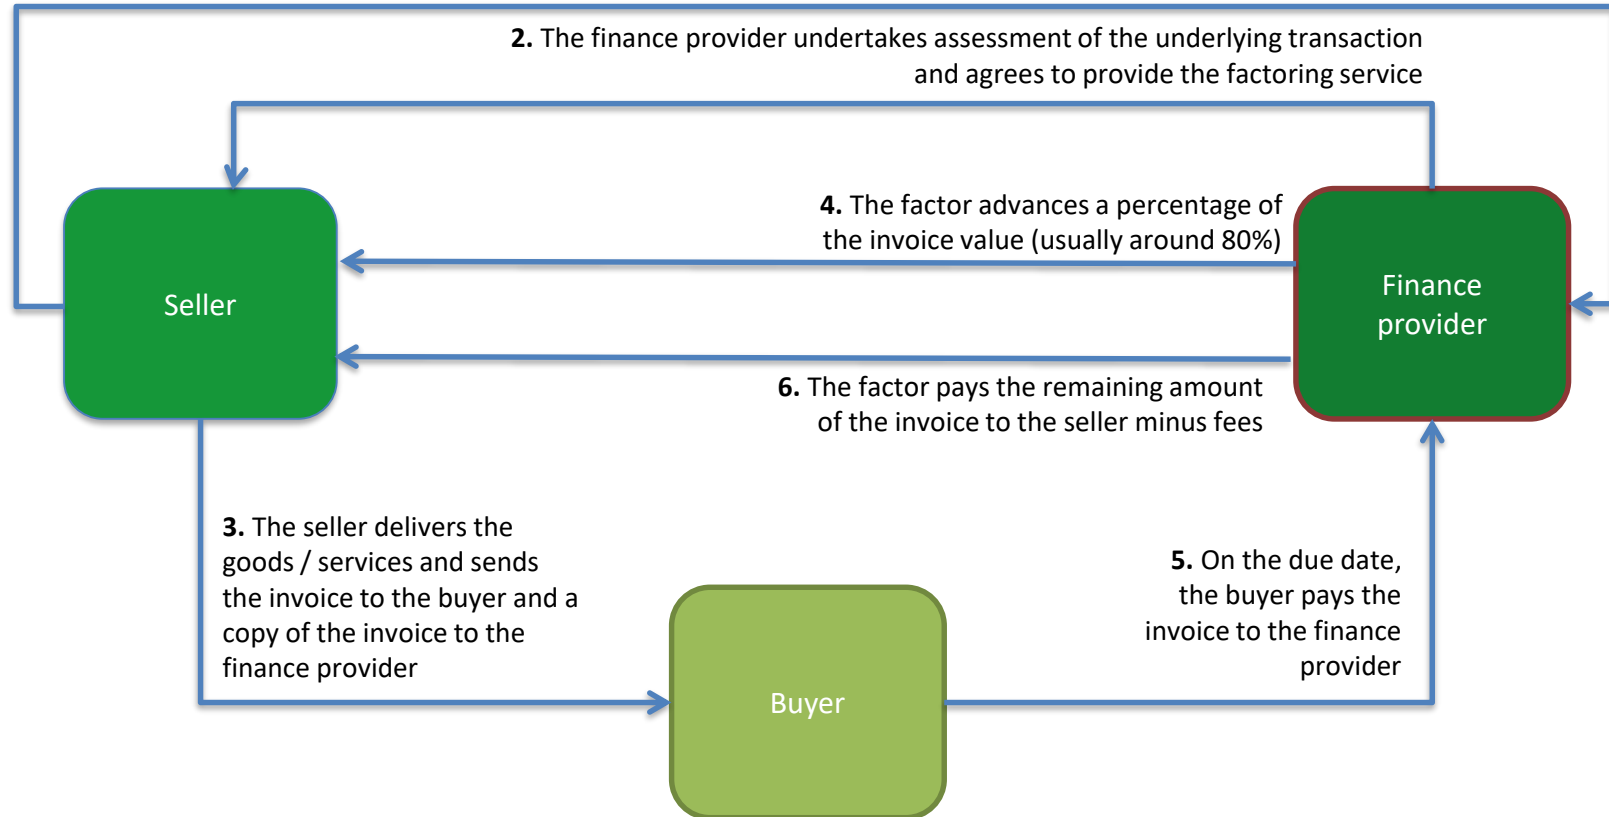 2. The finance provider undertakes assessment of the underlying transaction
and agrees to provide the factoring service
4. The factor advances a percentage of
the invoice value (usually around 80%)
Seller
Finance
provider
6. The factor pays the remaining amount
of the invoice to the seller minus fees
3. The seller delivers the
goods / services and sends
the invoice to the buyer and a
copy of the invoice to the
finance provider
5. On the due date,
the buyer pays the
invoice to the finance
provider
Buyer